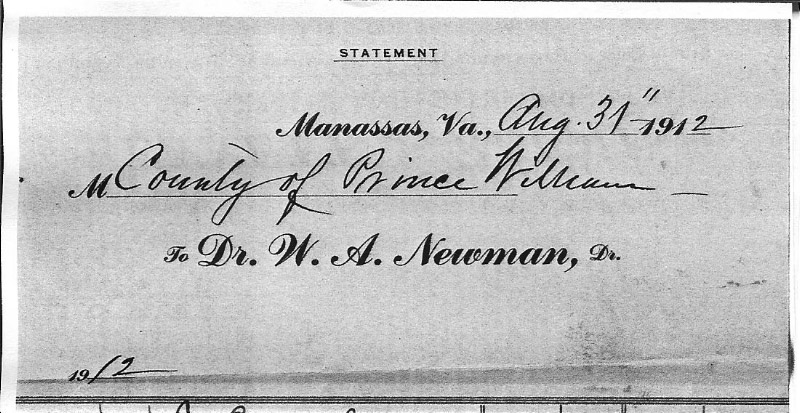 STATEMENT
Manassas, Va., Aug. 31" 1912
M County of Prince William
To Dr. W. A. Newman, Dr.
1912